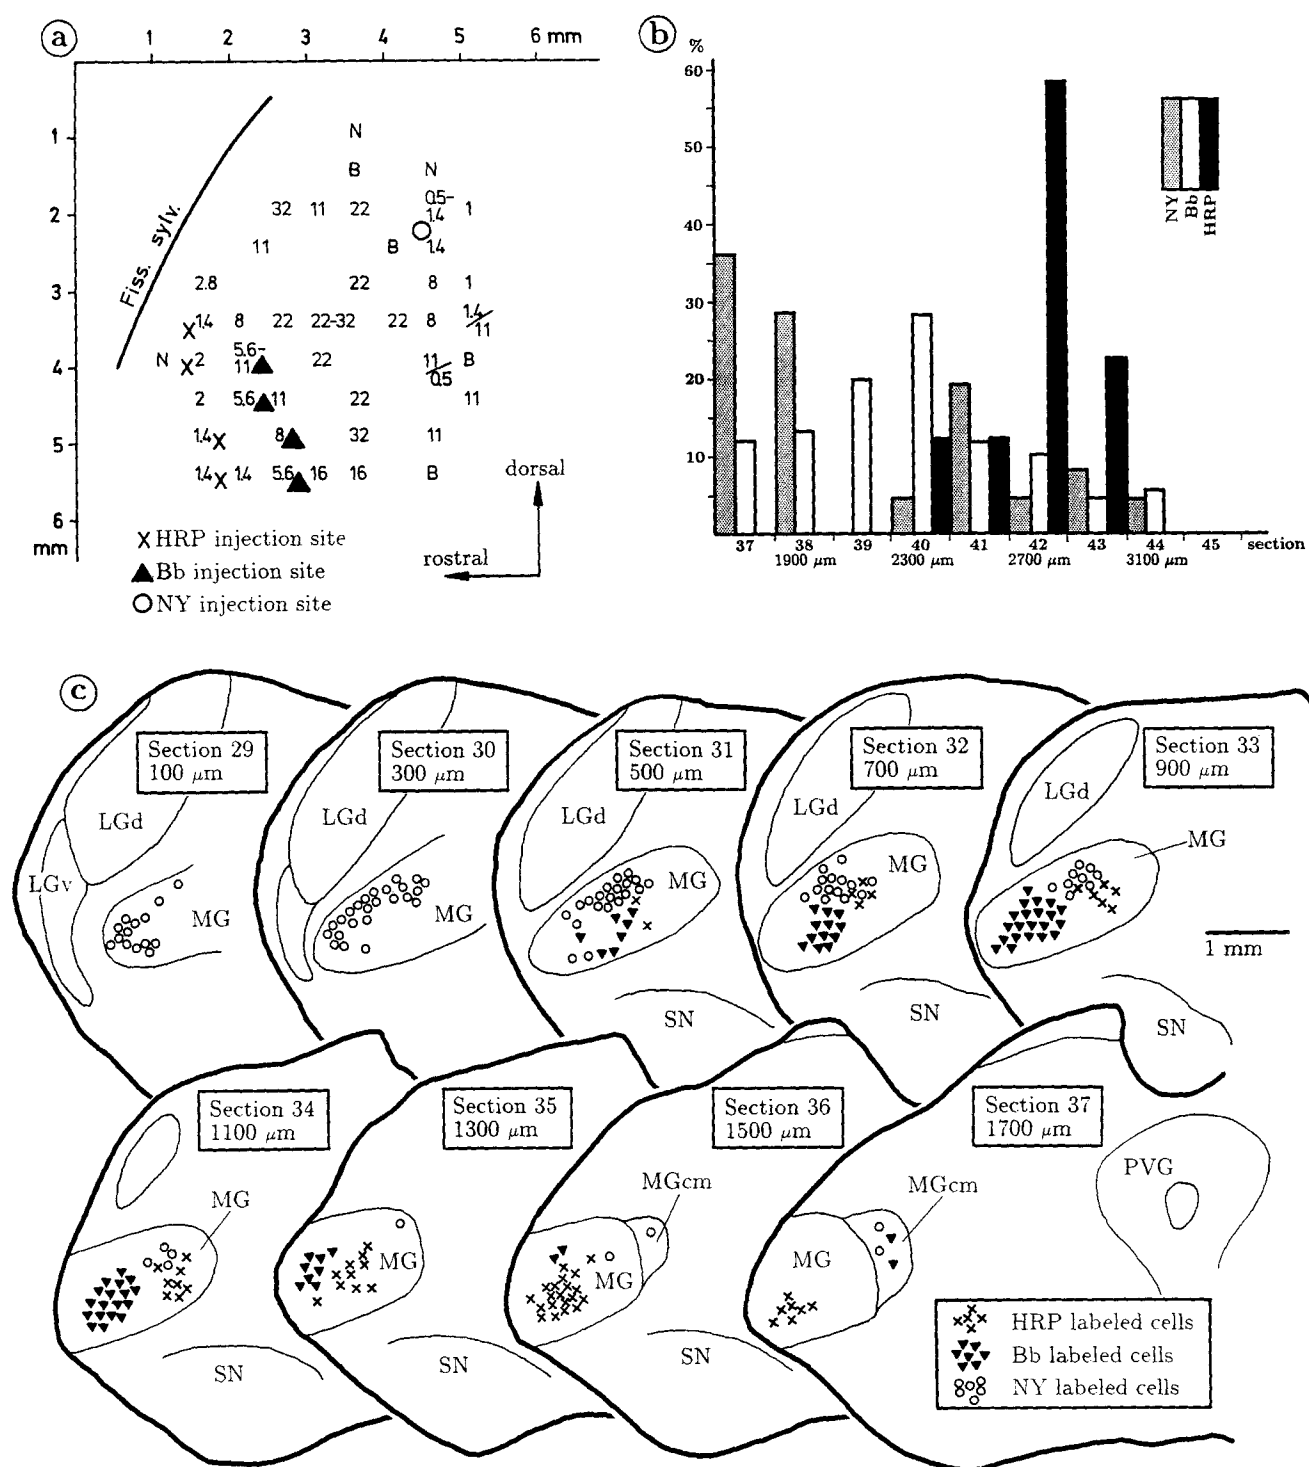 a
1 2 3 4 5 6 mm
1
2
3
4
5
6
mm
Fiss. sylv.
N
B N
0.5-
32 11 22 1.4 1
11 B 1.4
2.8 22 8 1
1.4 8 22 22-32 22 8 1.4/11
N 2 5.6-11 22 11/0.5 B
2 5.6 11 22 11
1.4 8 32 11
1.4 1.4 5.6 16 16 B
dorsal
rostral
X HRP injection site
▲ Bb injection site
○ NY injection site
b
%
60
50
40
30
20
10
NY
Bb
HRP
37 38 39 40 41 42 43 44 45 section
1900 μm 2300 μm 2700 μm 3100 μm
c
Section 29
100 μm
LGd
LGv
MG
Section 30
300 μm
LGd
MG
Section 31
500 μm
LGd
MG
SN
Section 32
700 μm
LGd
MG
SN
Section 33
900 μm
LGd
MG
SN
1 mm
Section 34
1100 μm
MG
SN
Section 35
1300 μm
MG
SN
Section 36
1500 μm
MGcm
MG
SN
Section 37
1700 μm
MGcm
MG
PVG
HRP labeled cells
Bb labeled cells
NY labeled cells